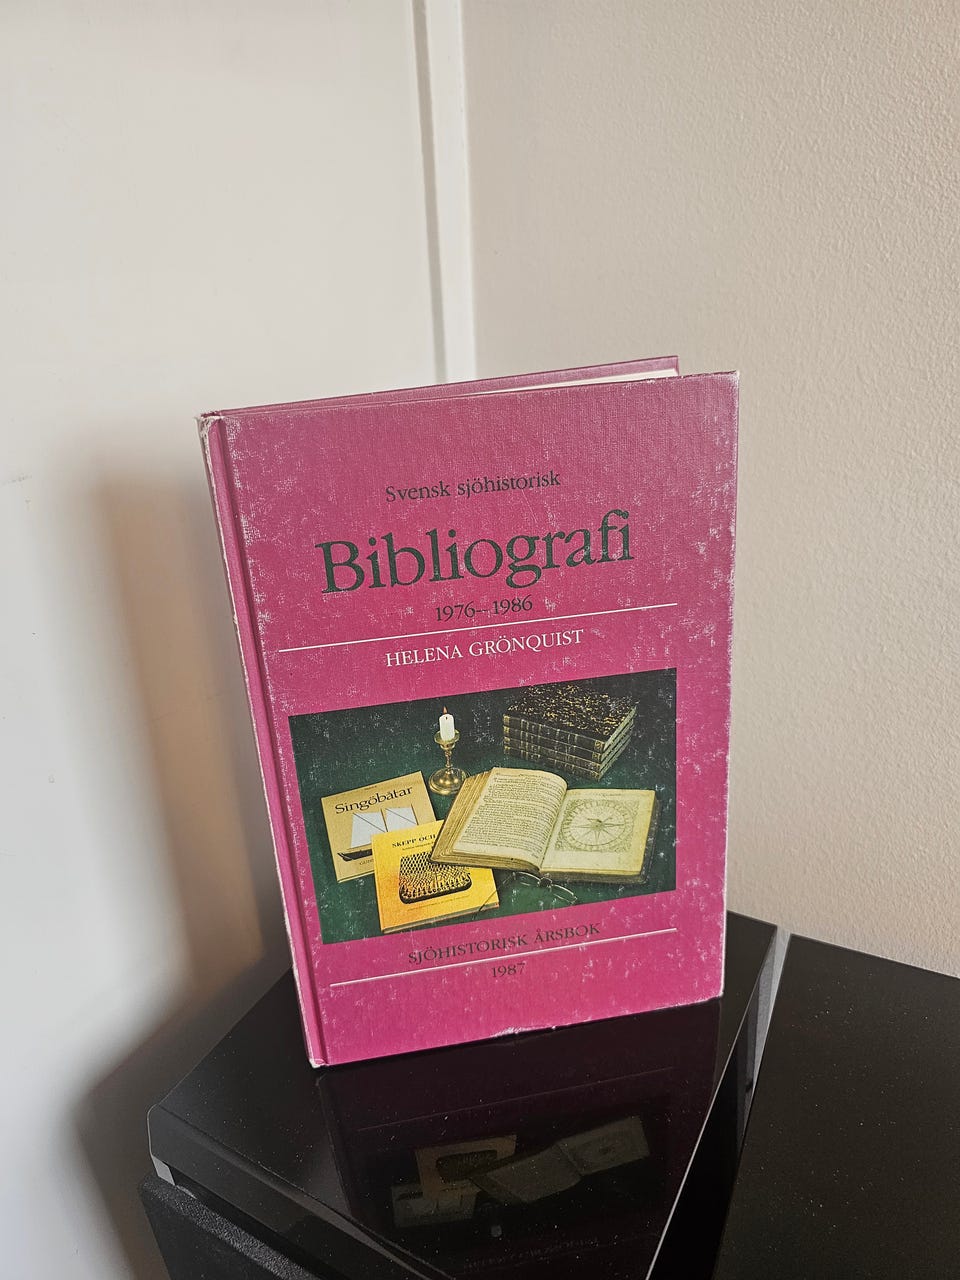 Svensk sjöhistorisk
Bibliografi
1976–1986
HELENA GRÖNQUIST
Singöbåtar
SKEPP OCH
SJÖHISTORISK ÅRSBOK
1987